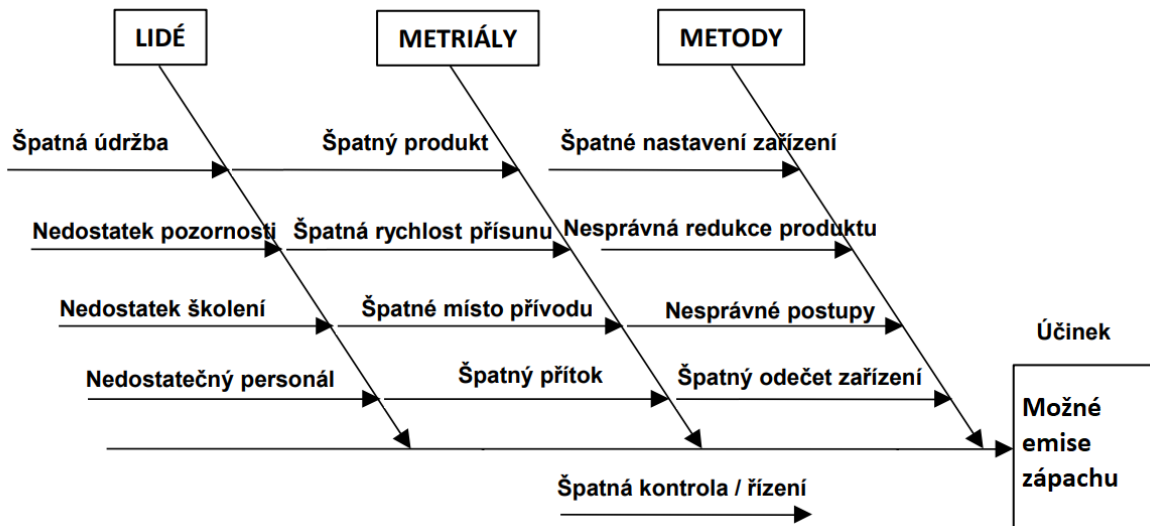 LIDÉ
METRIÁLY
METODY
Špatná údržba
Špatný produkt
Špatné nastavení zařízení
Nedostatek pozornosti
Špatná rychlost přísunu
Nesprávná redukce produktu
Nedostatek školení
Špatné místo přívodu
Nesprávné postupy
Účinek
Nedostatečný personál
Špatný přítok
Špatný odečet zařízení
Možné
emise
zápachu
Špatná kontrola / řízení